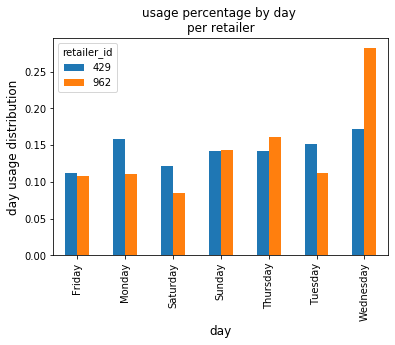 usage percentage by day
per retailer
retailer_id
429
962
day usage distribution
0.25
0.20
0.15
0.10
0.05
0.00
Friday
Monday
Saturday
Sunday
Thursday
Tuesday
Wednesday
day